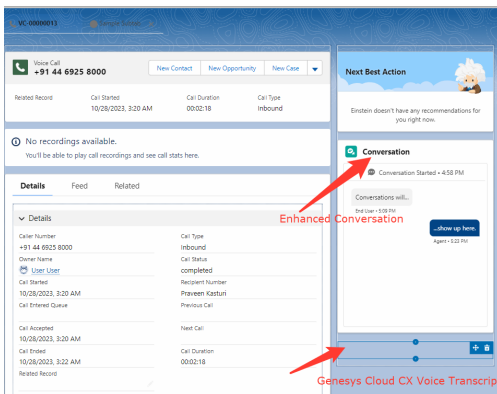 VC-00000013
Sample Subset
Voice Call
+91 44 6925 8000
New Contact
New Opportunity
New Case
Related Record
Call Started
Call Duration
Call Type
10/28/2023, 3:20 AM
00:02:18
Inbound
No recordings available.
You'll be able to play call recordings and see call stats here.
Details
Feed
Related
Details
Caller Number
Call Type
+91 44 6925 8000
Inbound
Owner Name
Call Status
User User
completed
Call Started
Recipient Number
10/28/2023, 3:20 AM
Praveen Kasturi
Call Entered Queue
Previous Call
Call Accepted
Next Call
10/28/2023, 3:20 AM
Call Ended
Call Duration
10/28/2023, 3:22 AM
00:02:18
Related Record
Next Best Action
Einstein doesn't have any recommendations for
you right now.
Conversation
Conversation Started • 4:58 PM
Conversations will...
End User • 5:09 PM
...show up here.
Agent • 5:23 PM
Enhanced Conversation
Genesys Cloud CX Voice Transcrip